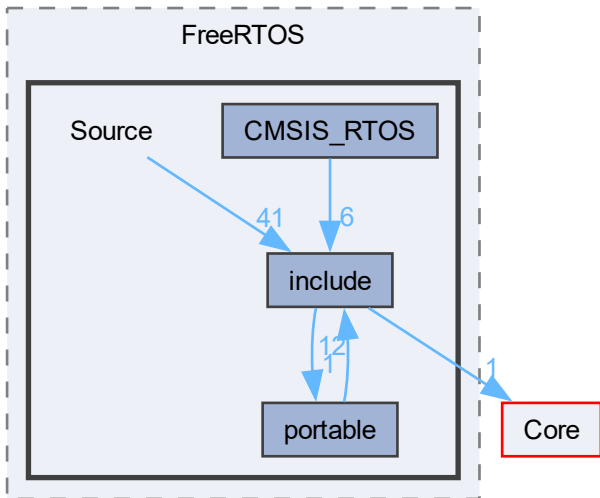 FreeRTOS
Source
CMSIS_RTOS
41
6
include
12
1
1
portable
Core